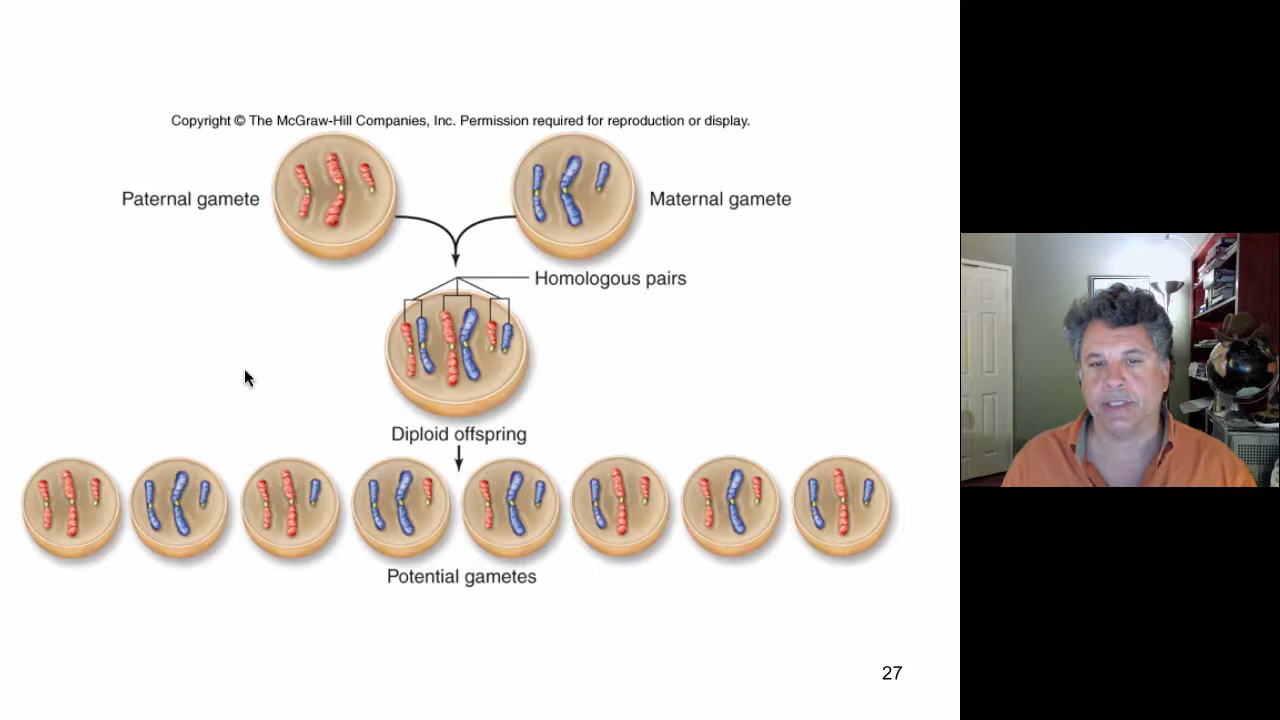 Copyright © The McGraw-Hill Companies, Inc. Permission required for reproduction or display.
Paternal gamete
Maternal gamete
Homologous pairs
Diploid offspring
Potential gametes
27